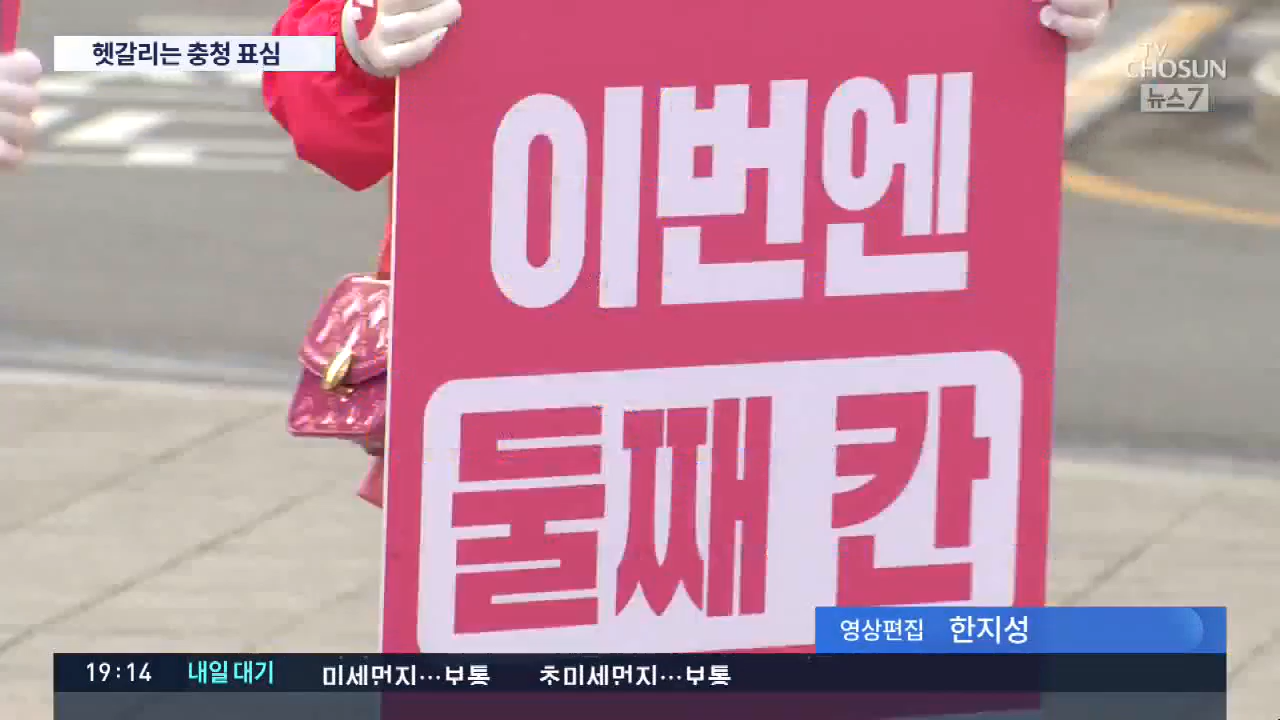 헷갈리는 충청 표심
TV
CHOSUN
뉴스7
이번엔
둘째 칸
영상편집 한지성
19:14 내일 대기 미세먼지…보통 초미세먼지…보통